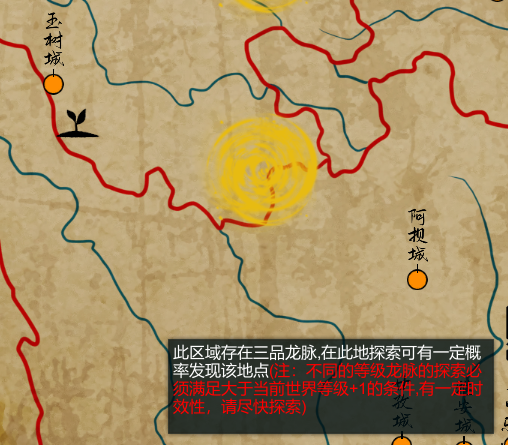 玉树城
阿坝城
此区域存在三品龙脉,在此地探索可有一定概
率发现该地点(注：不同的等级龙脉的探索必
须满足大于当前世界等级+1的条件,有一定时
效性，请尽快探索)